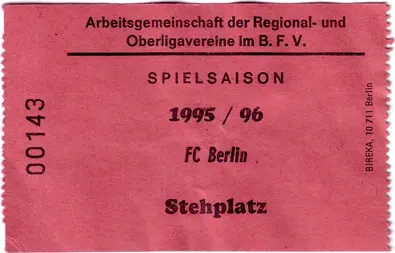 Arbeitsgemeinschaft der Regional- und
Oberligavereine im B. F. V.
SPIELSAISON
1995 / 96
FC Berlin
Stehplatz
00143
BIREKA, 10 711 Berlin